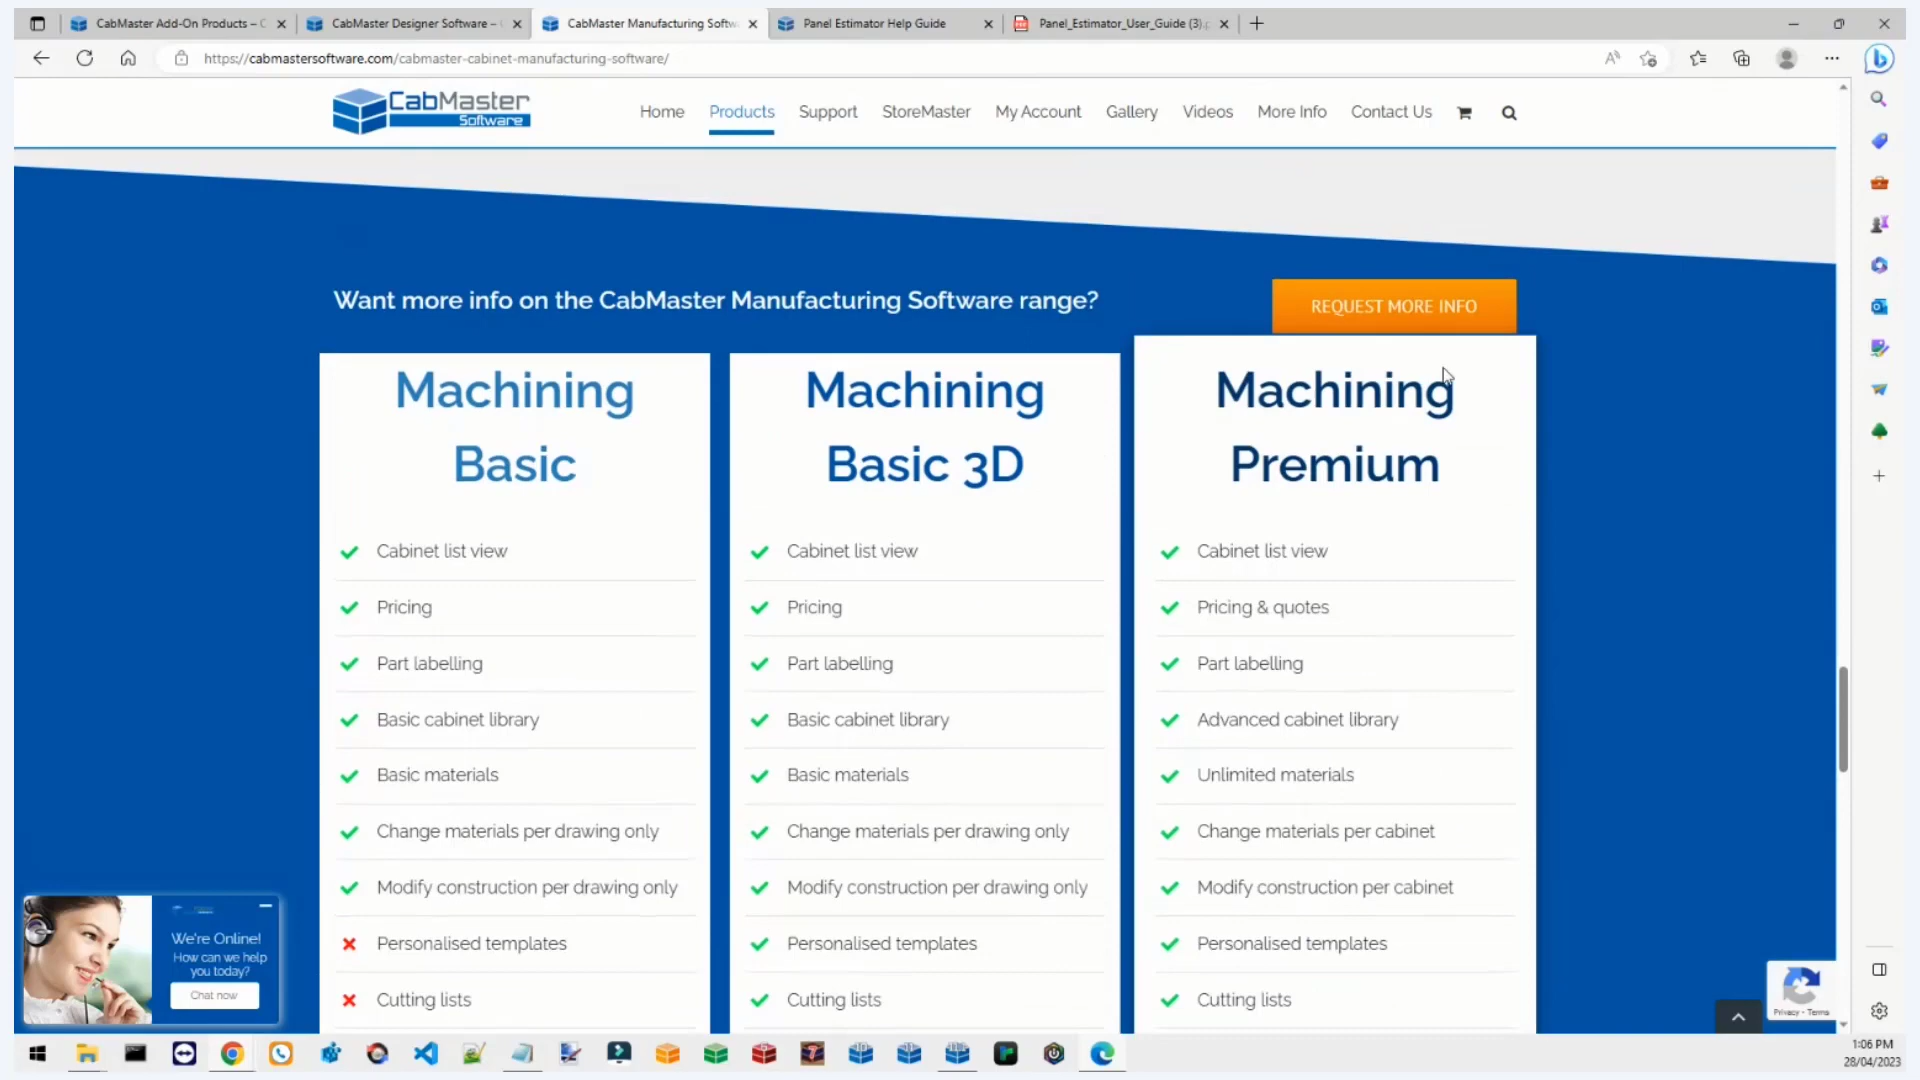 CabMaster Add-On Products – C
CabMaster Designer Software –
CabMaster Manufacturing Softw
Panel Estimator Help Guide
Panel_Estimator_User_Guide (3).p
https://cabmastersoftware.com/cabmaster-cabinet-manufacturing-software/
CabMaster
Software
Home
Products
Support
StoreMaster
My Account
Gallery
Videos
More Info
Contact Us
Want more info on the CabMaster Manufacturing Software range?
REQUEST MORE INFO
Machining
Basic
Cabinet list view
Pricing
Part labelling
Basic cabinet library
Basic materials
Change materials per drawing only
Modify construction per drawing only
Personalised templates
Cutting lists
Machining
Basic 3D
Cabinet list view
Pricing
Part labelling
Basic cabinet library
Basic materials
Change materials per drawing only
Modify construction per drawing only
Personalised templates
Cutting lists
Machining
Premium
Cabinet list view
Pricing & quotes
Part labelling
Advanced cabinet library
Unlimited materials
Change materials per cabinet
Modify construction per cabinet
Personalised templates
Cutting lists
We're Online!
How can we help
you today?
Chat now
Privacy - Terms
1:06 PM
28/04/2023